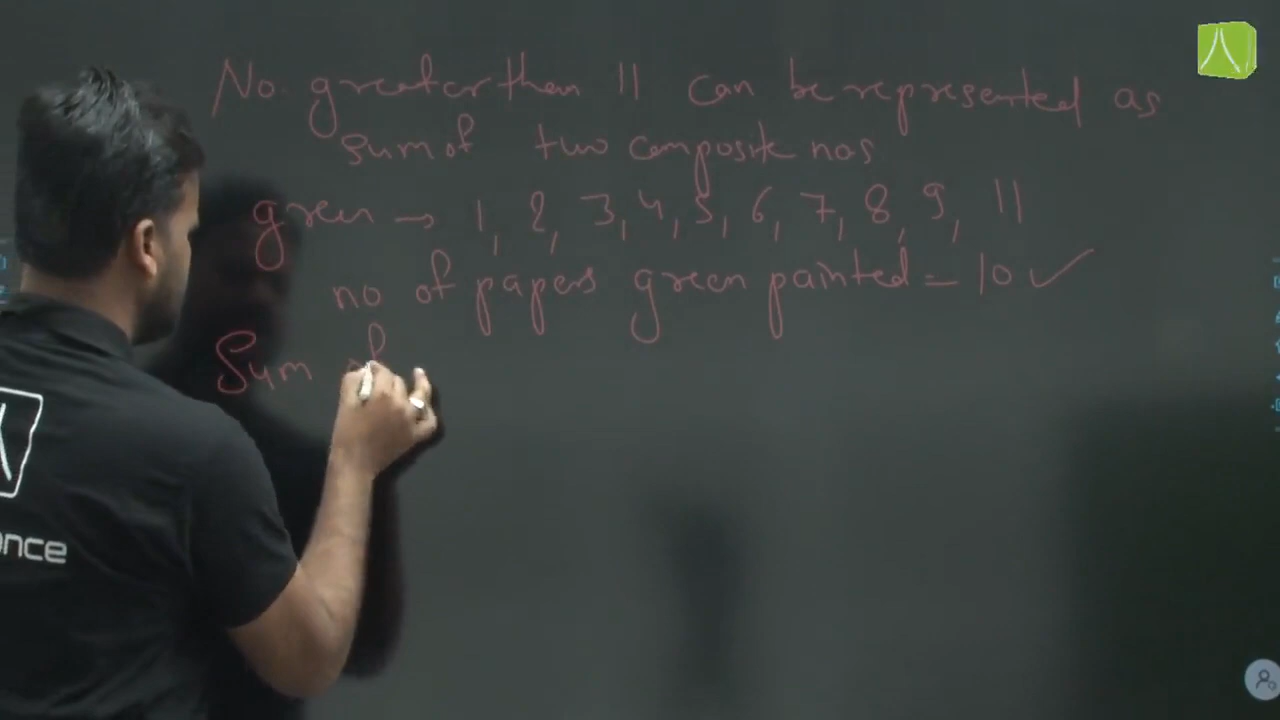 No. greater than 11 can be represented as
sum of two composite nos
green → 1, 2, 3, 4, 5, 6, 7, 8, 9, 11
no of papers green painted = 10 ✓
Sum of